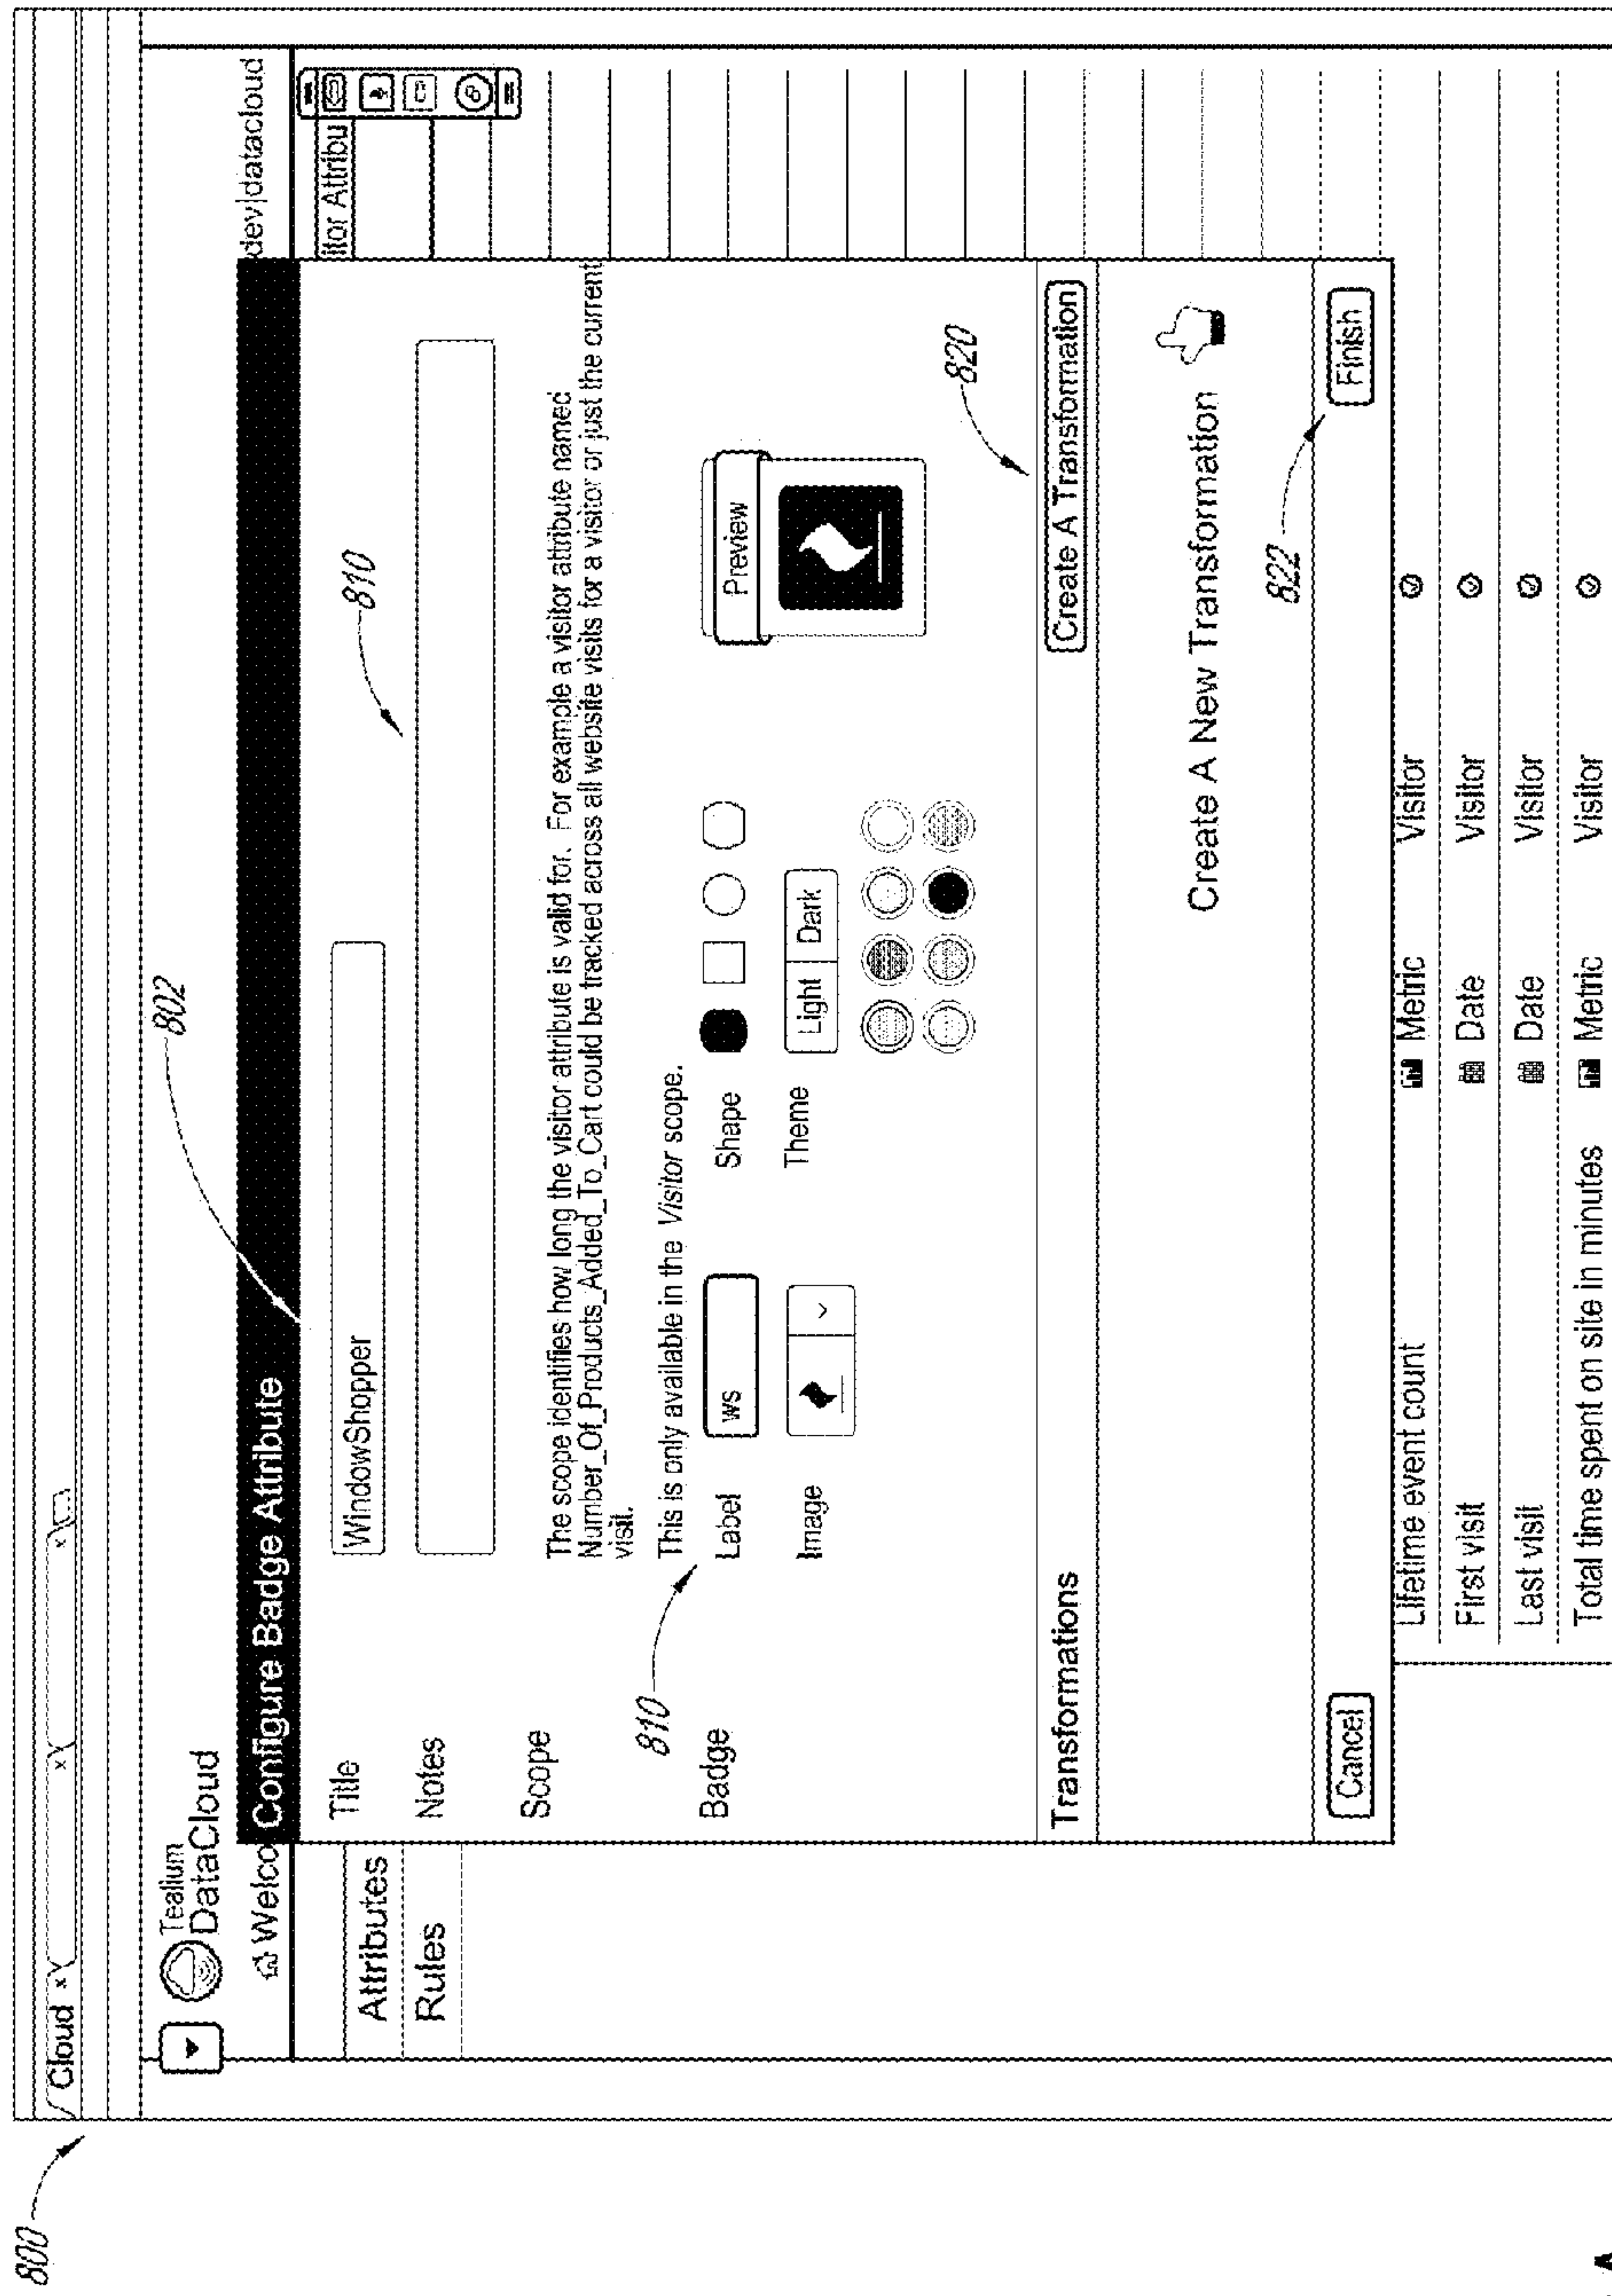 800
Cloud x
x
x
Tealium
DataCloud
Welco
dev|datacloud
802
Configure Badge Attribute
itor Attribu
Attributes
Rules
Title
WindowShopper
810
Notes
Scope
The scope identifies how long the visitor attribute is valid for. For example a visitor attribute named
Number_Of_Products_Added_To_Cart could be tracked across all website visits for a visitor or just the current
visit.
810
This is only available in the Visitor scope.
Badge
Label
ws
Shape
Preview
Image
Theme
Light
Dark
820
Transformations
Create A Transformation
Create A New Transformation
822
Cancel
Finish
Lifetime event count Metric Visitor
First visit Date Visitor
Last visit Date Visitor
Total time spent on site in minutes Metric Visitor